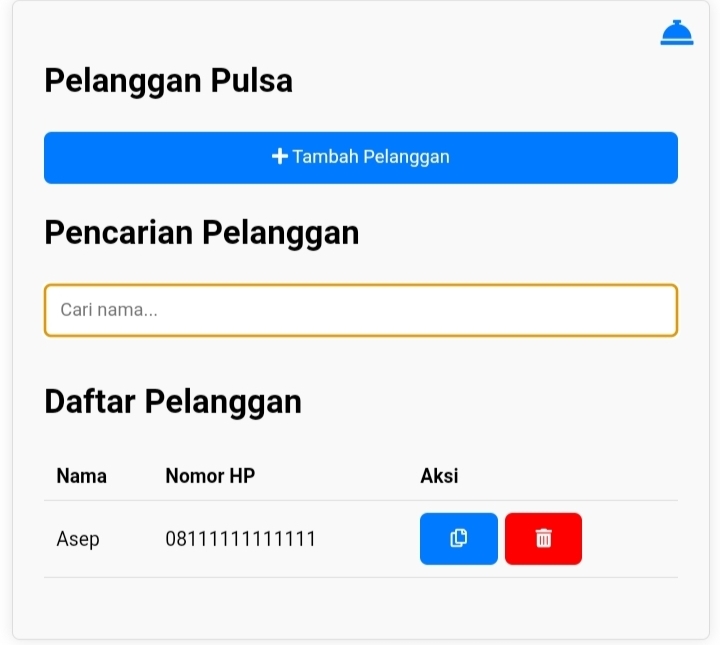 Pelanggan Pulsa
Tambah Pelanggan
Pencarian Pelanggan
Cari nama...
Daftar Pelanggan
Nama Nomor HP Aksi
Asep 08111111111111